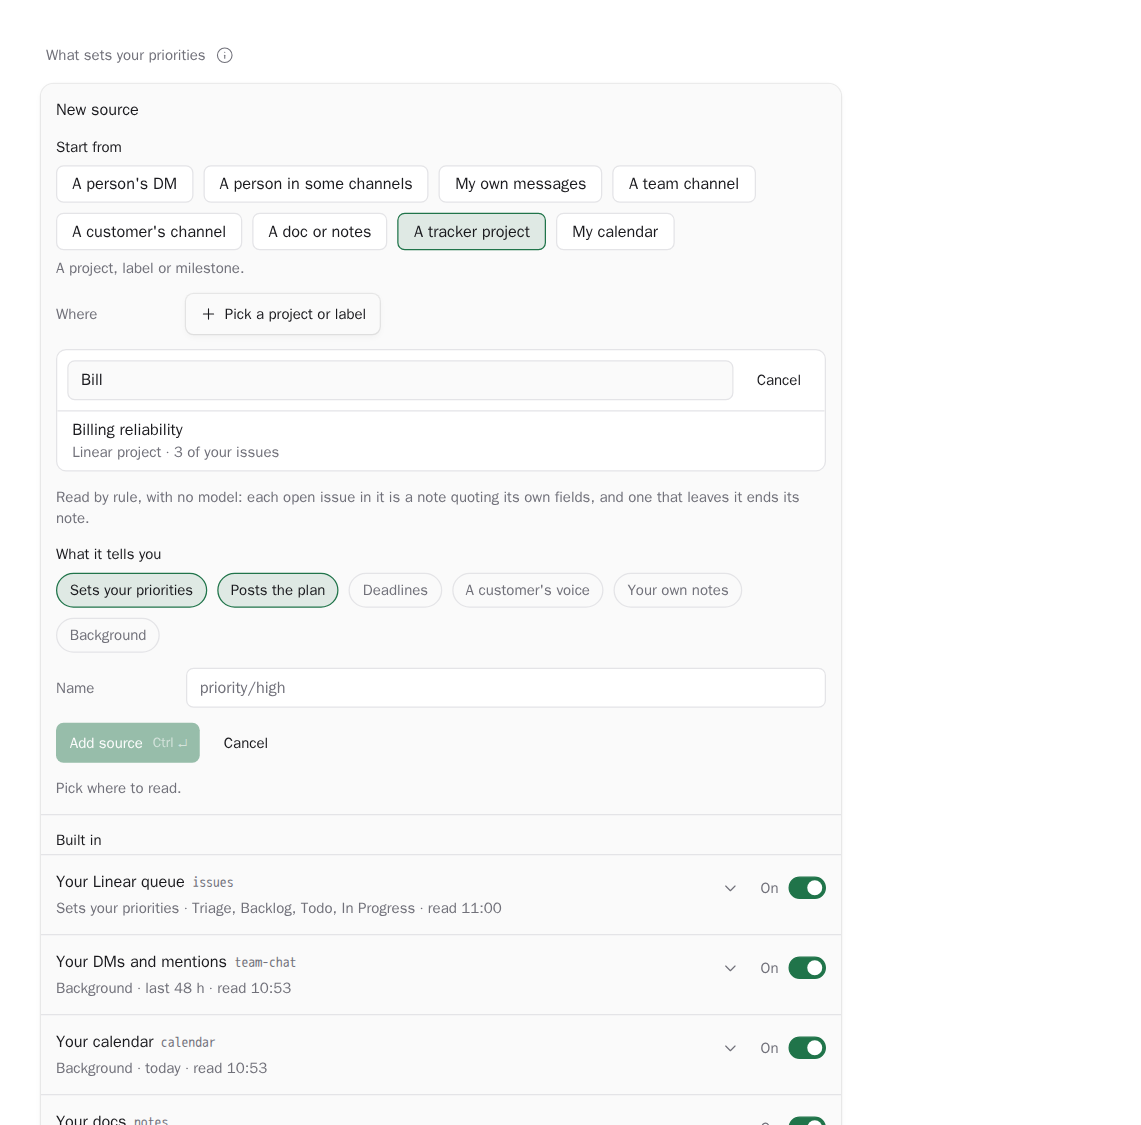 What sets your priorities
New source
Start from
A person's DM
A person in some channels
My own messages
A team channel
A customer's channel
A doc or notes
A tracker project
My calendar
A project, label or milestone.
Where
Pick a project or label
Bill
Cancel
Billing reliability
Linear project · 3 of your issues
Read by rule, with no model: each open issue in it is a note quoting its own fields, and one that leaves it ends its
note.
What it tells you
Sets your priorities
Posts the plan
Deadlines
A customer's voice
Your own notes
Background
Name
priority/high
Add source Ctrl ↵
Cancel
Pick where to read.
Built in
Your Linear queue issues
On
Sets your priorities · Triage, Backlog, Todo, In Progress · read 11:00
Your DMs and mentions team-chat
On
Background · last 48 h · read 10:53
Your calendar calendar
On
Background · today · read 10:53
Your docs notes